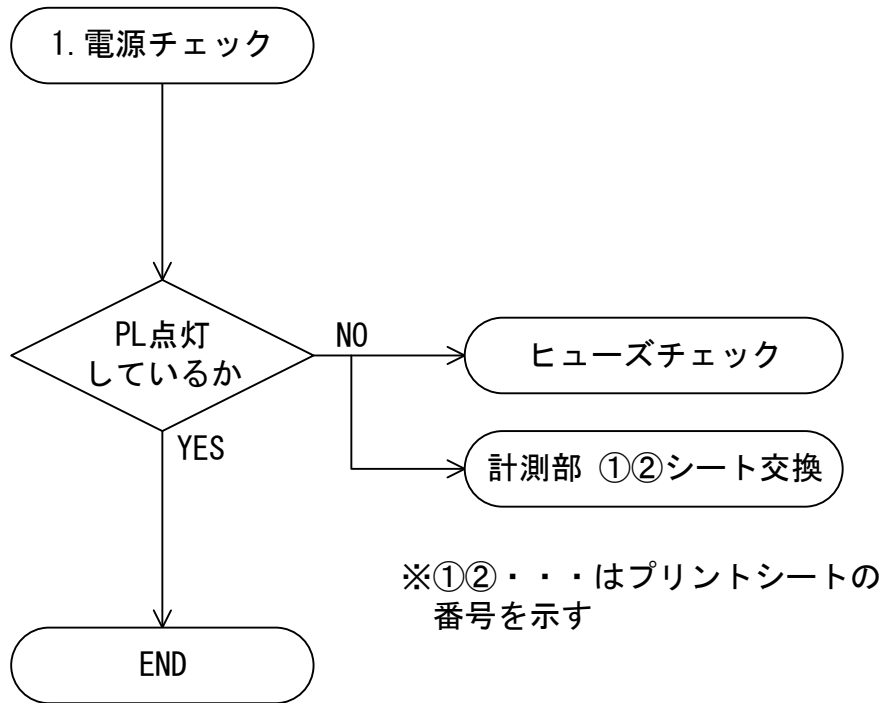 1.電源チェック
PL点灯
しているか
NO
ヒューズチェック
YES
計測部 ①②シート交換
※①②・・・はプリントシートの
番号を示す
END